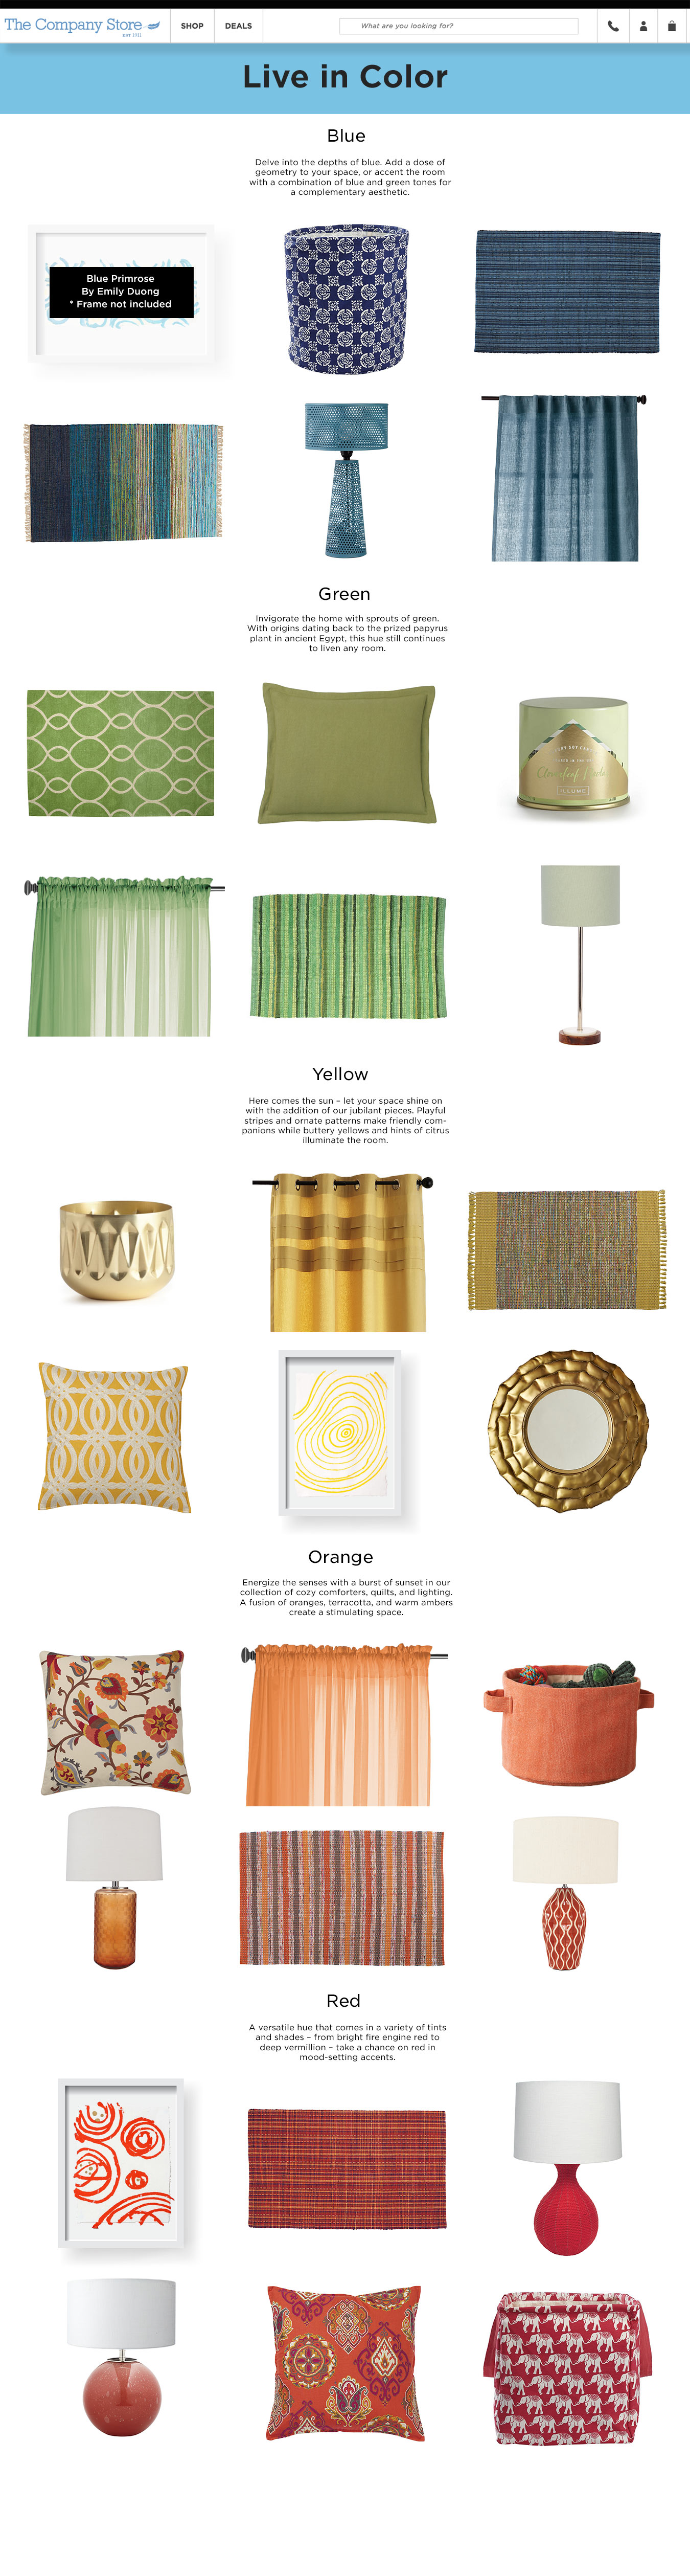 The Company Store
EST 1911
SHOP
DEALS
What are you looking for?
Live in Color
Blue
Delve into the depths of blue. Add a dose of
geometry to your space, or accent the room
with a combination of blue and green tones for
a complementary aesthetic.
Blue Primrose
By Emily Duong
* Frame not included
Green
Invigorate the home with sprouts of green.
With origins dating back to the prized papyrus
plant in ancient Egypt, this hue still continues
to liven any room.
ILLUME
Yellow
Here comes the sun – let your space shine on
with the addition of our jubilant pieces. Playful
stripes and ornate patterns make friendly com-
panions while buttery yellows and hints of citrus
illuminate the room.
Orange
Energize the senses with a burst of sunset in our
collection of cozy comforters, quilts, and lighting.
A fusion of oranges, terracotta, and warm ambers
create a stimulating space.
Red
A versatile hue that comes in a variety of tints
and shades – from bright fire engine red to
deep vermillion – take a chance on red in
mood-setting accents.